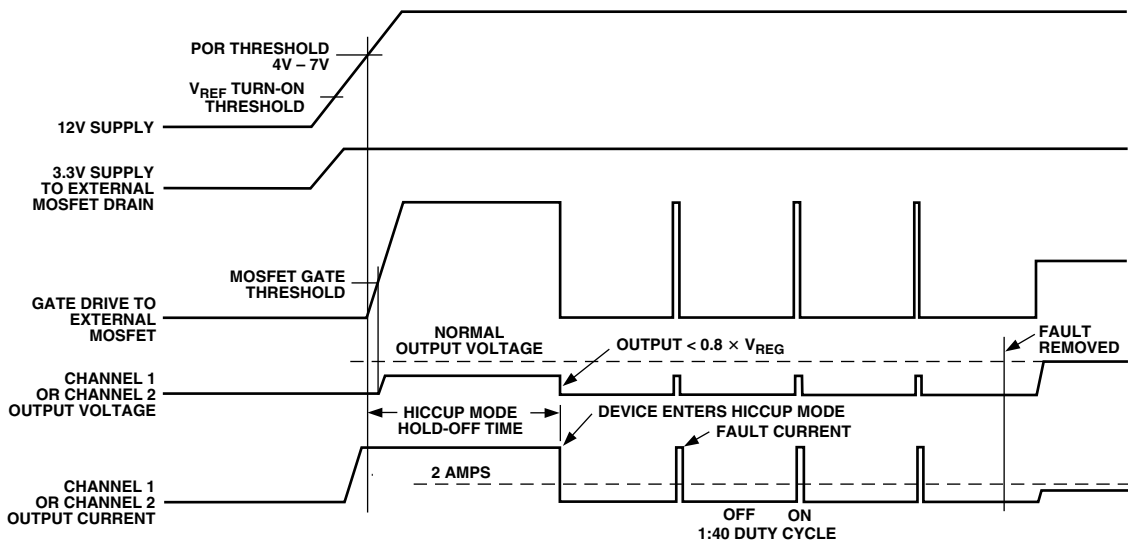 POR THRESHOLD
4V – 7V
VREF TURN-ON
THRESHOLD
12V SUPPLY
3.3V SUPPLY
TO EXTERNAL
MOSFET DRAIN
MOSFET GATE
THRESHOLD
GATE DRIVE TO
EXTERNAL
MOSFET
NORMAL
OUTPUT VOLTAGE
OUTPUT < 0.8 × VREG
FAULT
REMOVED
CHANNEL 1
OR CHANNEL 2
OUTPUT VOLTAGE
HICCUP MODE
HOLD-OFF TIME
DEVICE ENTERS HICCUP MODE
FAULT CURRENT
2 AMPS
CHANNEL 1
OR CHANNEL 2
OUTPUT CURRENT
OFF ON
1:40 DUTY CYCLE